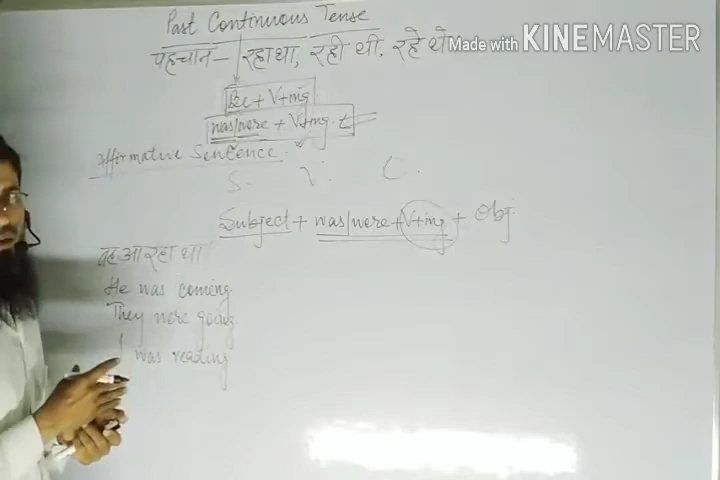 Past Continuous Tense
पहचान - रहा था, रही थी, रहे थे
Made with KINEMASTER
Be + V+ing
was/were + V+ing.
Affirmative Sentence.
S. V. C.
Subject + was/were + V+ing + Obj.
वह आ रहा था
He was coming
They were going
I was reading